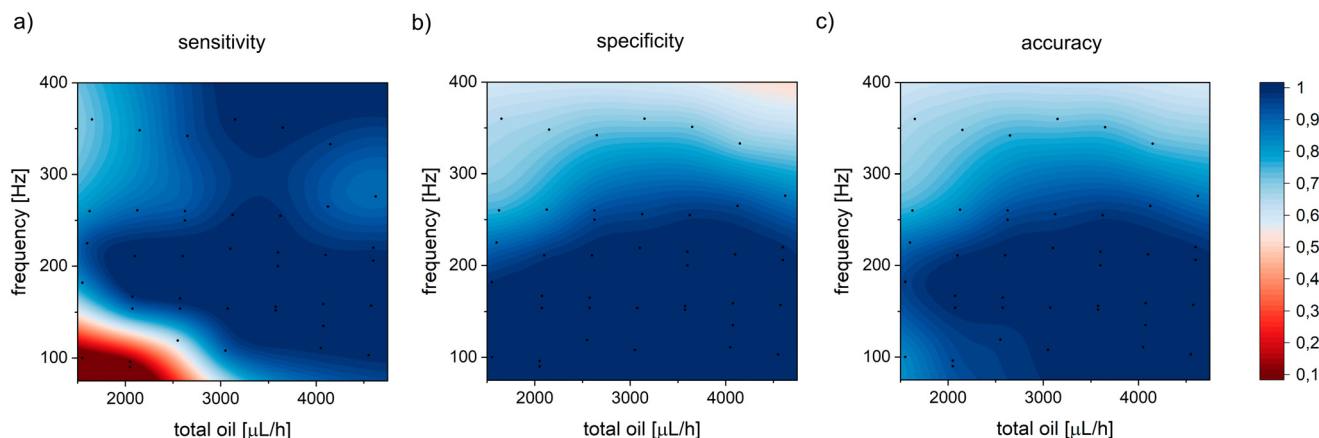 a)
sensitivity
b)
specificity
c)
accuracy
frequency [Hz]
400
300
200
100
2000
3000
4000
total oil [μL/h]
frequency [Hz]
400
300
200
100
2000
3000
4000
total oil [μL/h]
frequency [Hz]
400
300
200
100
2000
3000
4000
total oil [μL/h]
1
0,9
0,8
0,7
0,6
0,5
0,4
0,3
0,2
0,1